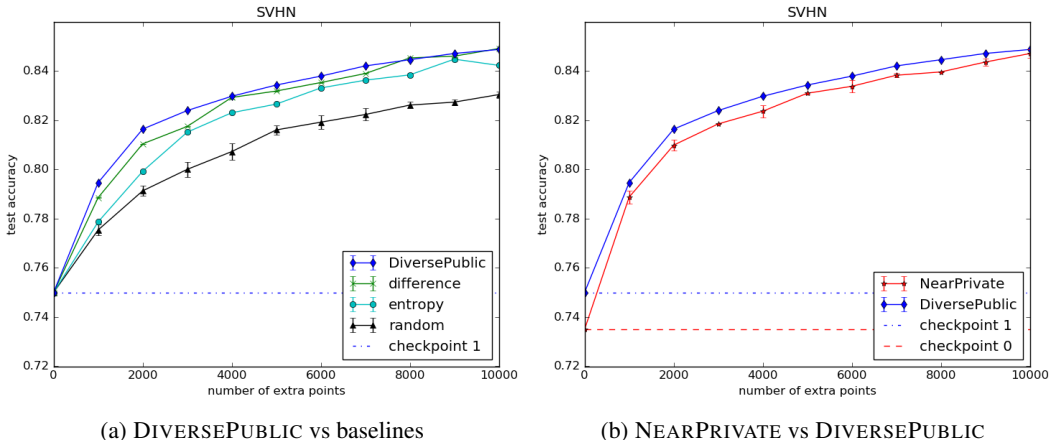 SVHN
test accuracy
0.84
0.82
0.80
0.78
0.76
0.74
0.72
DiversePublic
difference
entropy
random
checkpoint 1
0 2000 4000 6000 8000 10000
number of extra points
(a) DIVERSEPUBLIC vs baselines
SVHN
test accuracy
0.84
0.82
0.80
0.78
0.76
0.74
0.72
NearPrivate
DiversePublic
checkpoint 1
checkpoint 0
0 2000 4000 6000 8000 10000
number of extra points
(b) NEARPRIVATE vs DIVERSEPUBLIC